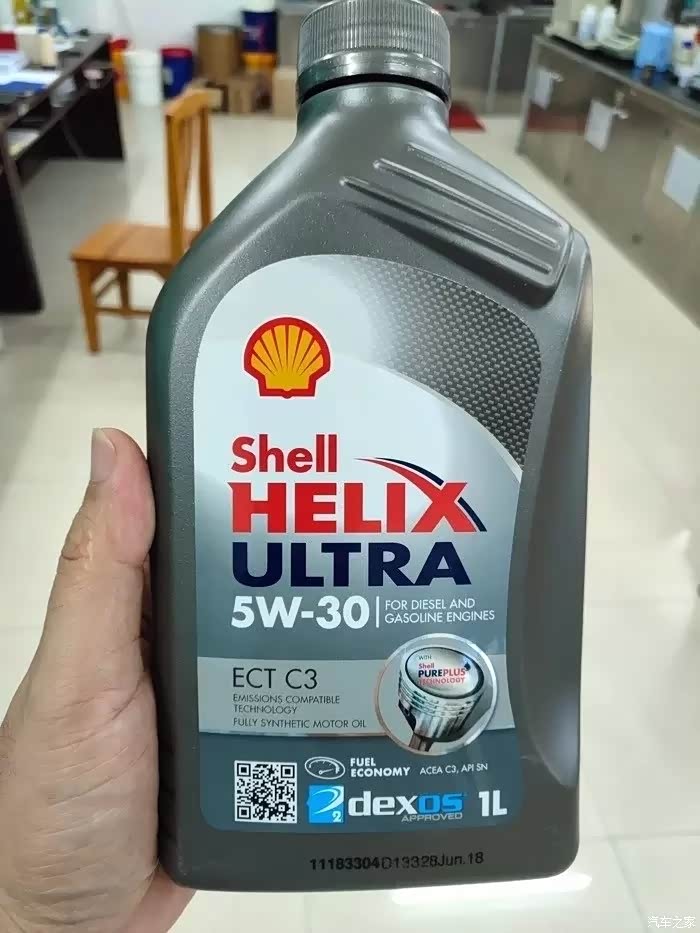 Shell
HELIX
ULTRA
5W-30
FOR DIESEL AND
GASOLINE ENGINES
ECT C3
EMISSIONS COMPATIBLE
TECHNOLOGY
FULLY SYNTHETIC MOTOR OIL
WITH
Shell
PUREPLUS
TECHNOLOGY
FUEL
ECONOMY
ACEA C3, API SN
2
dexos
APPROVED
1L
11183304D13328Jun.18
汽车之家